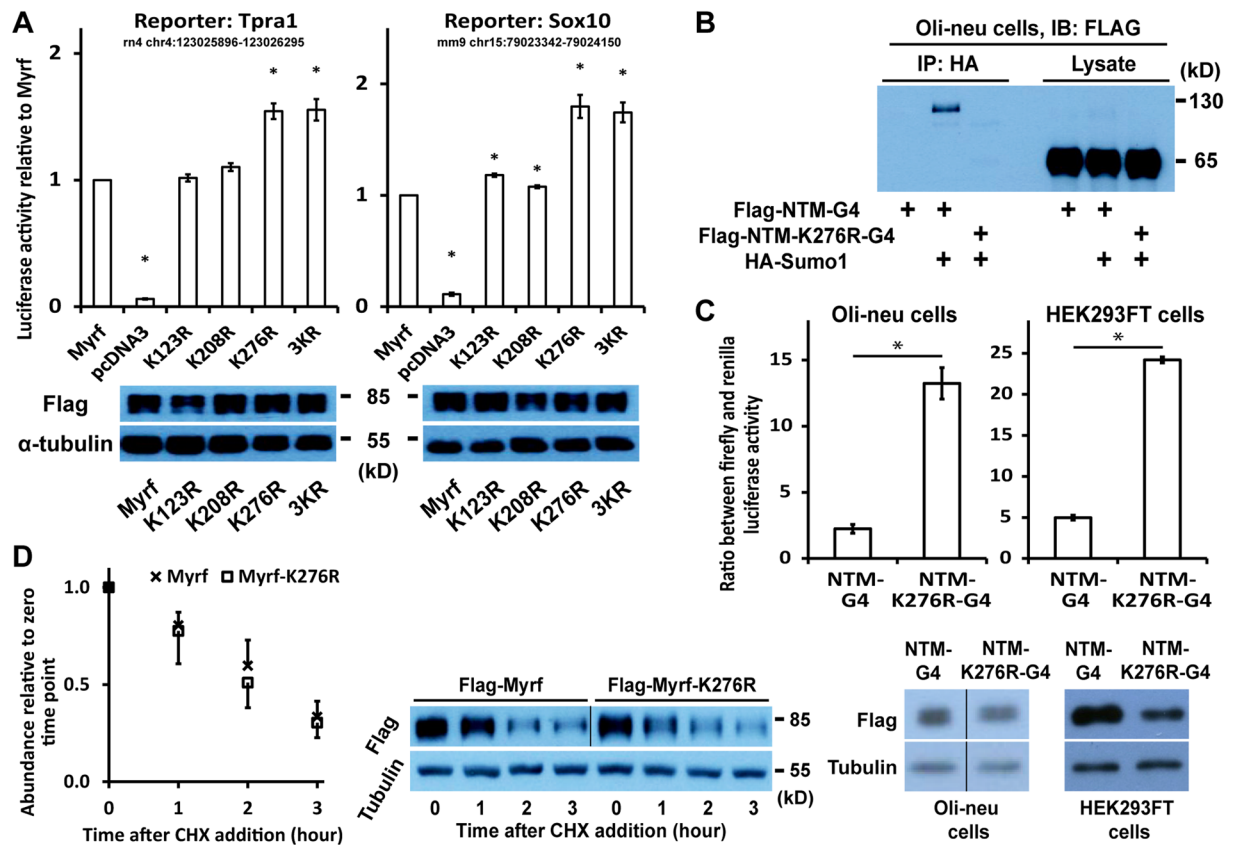 A
Reporter: Tpra1
rn4 chr4:123025896-123026295
Luciferase activity relative to Myrf
2
1
0
* * *
Myrf pcDNA3 K123R K208R K276R 3KR
Reporter: Sox10
mm9 chr15:79023342-79024150
2
1
0
* * * * *
Myrf pcDNA3 K123R K208R K276R 3KR
Flag 85
α-tubulin 55
(kD)
Myrf K123R K208R K276R 3KR
Myrf K123R K208R K276R 3KR
B
Oli-neu cells, IB: FLAG
IP: HA Lysate (kD)
130
65
Flag-NTM-G4 + + + +
Flag-NTM-K276R-G4 + +
HA-Sumo1 + + + +
C
Ratio between firefly and renilla
luciferase activity
Oli-neu cells
15
10
5
0
*
NTM- NTM-
G4 K276R-G4
HEK293FT cells
25
20
15
10
5
0
*
NTM- NTM-
G4 K276R-G4
NTM- NTM- NTM- NTM-
G4 K276R-G4 G4 K276R-G4
Flag
Tubulin
Oli-neu HEK293FT
cells cells
D
Abundance relative to zero
time point
× Myrf Myrf-K276R
1.0
0.5
0.0
0 1 2 3
Time after CHX addition (hour)
Flag-Myrf Flag-Myrf-K276R
Flag 85
Tubulin 55
0 1 2 3 0 1 2 3 (kD)
Time after CHX addition (hour)